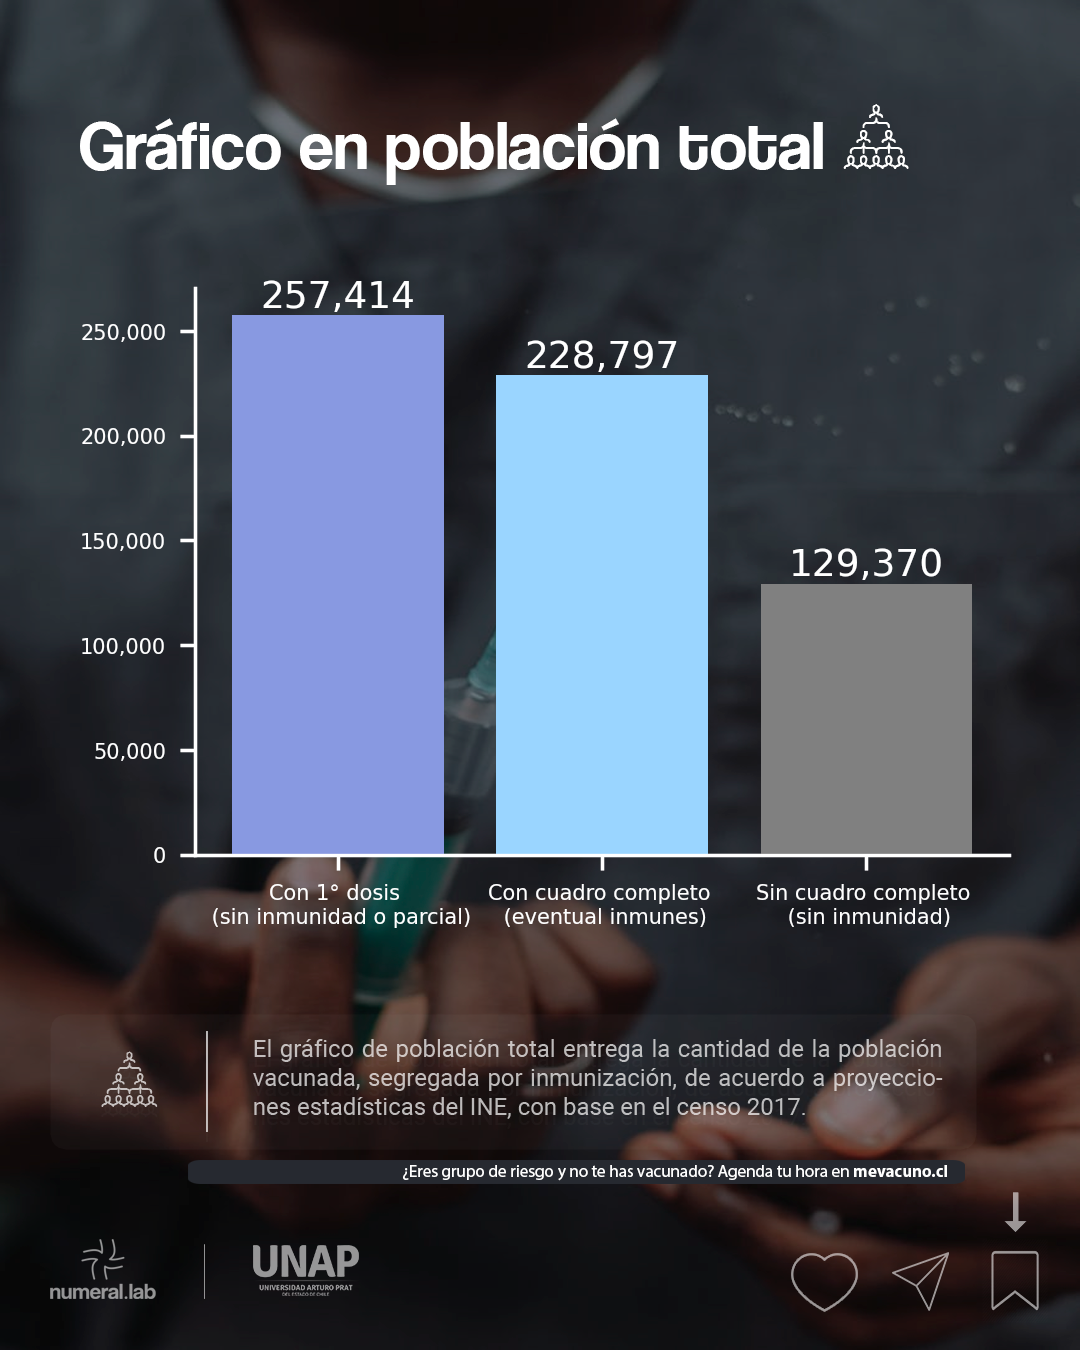 Gráfico en población total
257,414
228,797
129,370
250,000
200,000
150,000
100,000
50,000
0
Con 1° dosis
(sin inmunidad o parcial)
Con cuadro completo
(eventual inmunes)
Sin cuadro completo
(sin inmunidad)
El gráfico de población total entrega la cantidad de la población
vacunada, segregada por inmunización, de acuerdo a proyeccio-
nes estadísticas del INE, con base en el censo 2017.
¿Eres grupo de riesgo y no te has vacunado? Agenda tu hora en mevacuno.cl
numeral.lab
UNAP
UNIVERSIDAD ARTURO PRAT
DEL ESTADO DE CHILE